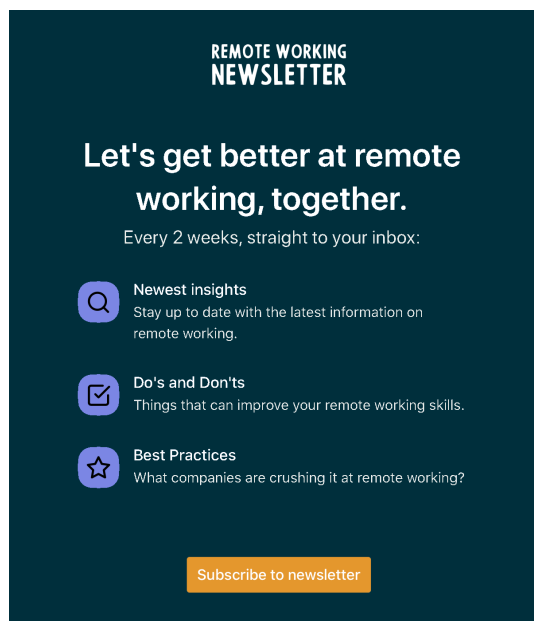 REMOTE WORKING
NEWSLETTER
Let's get better at remote
working, together.
Every 2 weeks, straight to your inbox:
Newest insights
Stay up to date with the latest information on
remote working.
Do's and Don'ts
Things that can improve your remote working skills.
Best Practices
What companies are crushing it at remote working?
Subscribe to newsletter